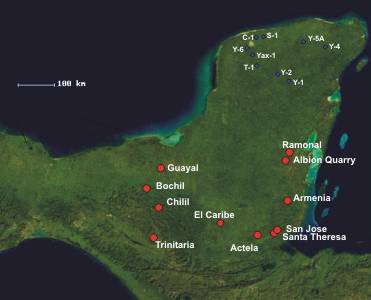 C-1
S-1
Y-5A
Y-6
Y-4
Yax-1
T-1
Y-2
Y-1
100 km
Ramonal
Albion Quarry
Guayal
Bochil
Armenia
Chilil
El Caribe
San Jose
Santa Theresa
Trinitaria
Actela